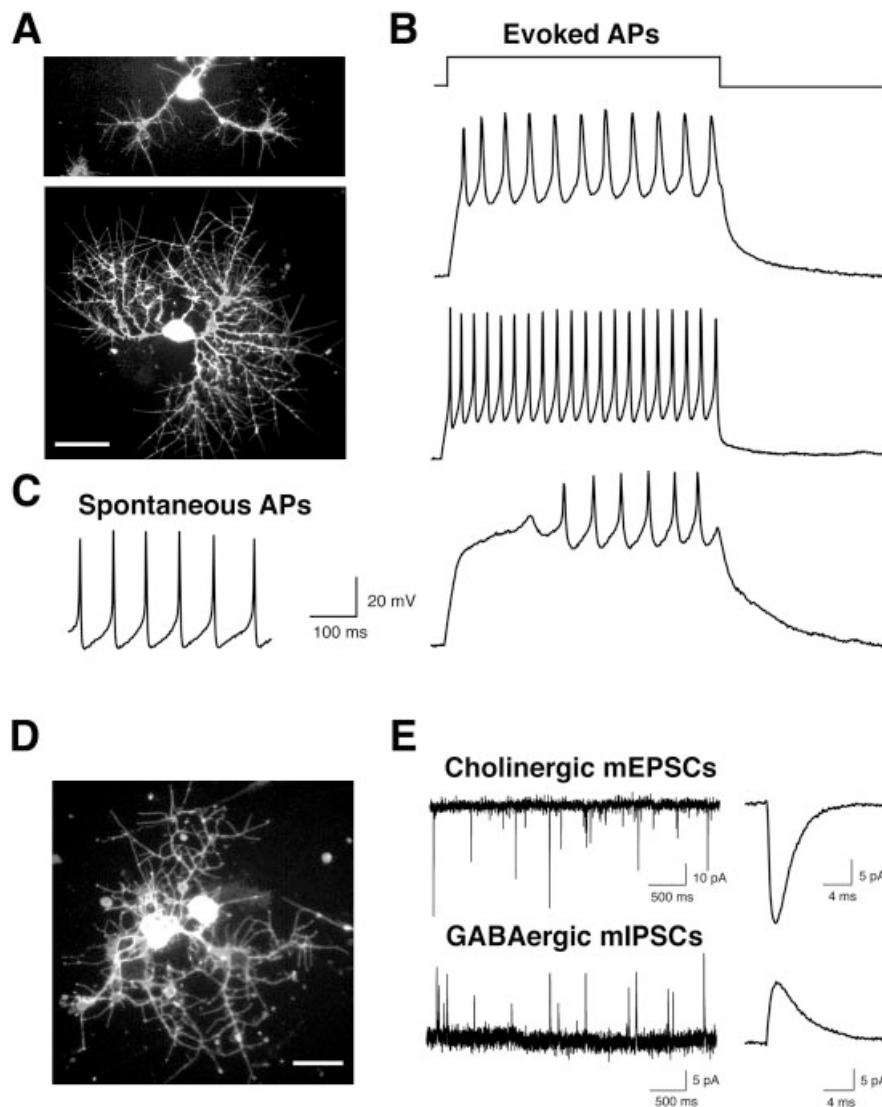 A
B
Evoked APs
C
Spontaneous APs
20 mV
100 ms
D
E
Cholinergic mEPSCs
10 pA
500 ms
5 pA
4 ms
GABAergic mIPSCs
5 pA
500 ms
5 pA
4 ms